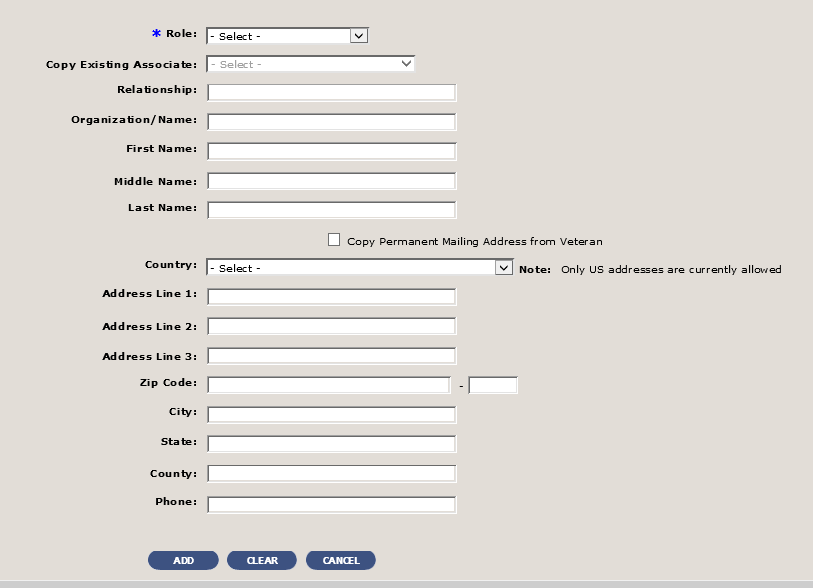 * Role: - Select -
Copy Existing Associate: - Select -
Relationship:
Organization/Name:
First Name:
Middle Name:
Last Name:
Copy Permanent Mailing Address from Veteran
Country: - Select - Note: Only US addresses are currently allowed
Address Line 1:
Address Line 2:
Address Line 3:
Zip Code: -
City:
State:
County:
Phone:
ADD CLEAR CANCEL